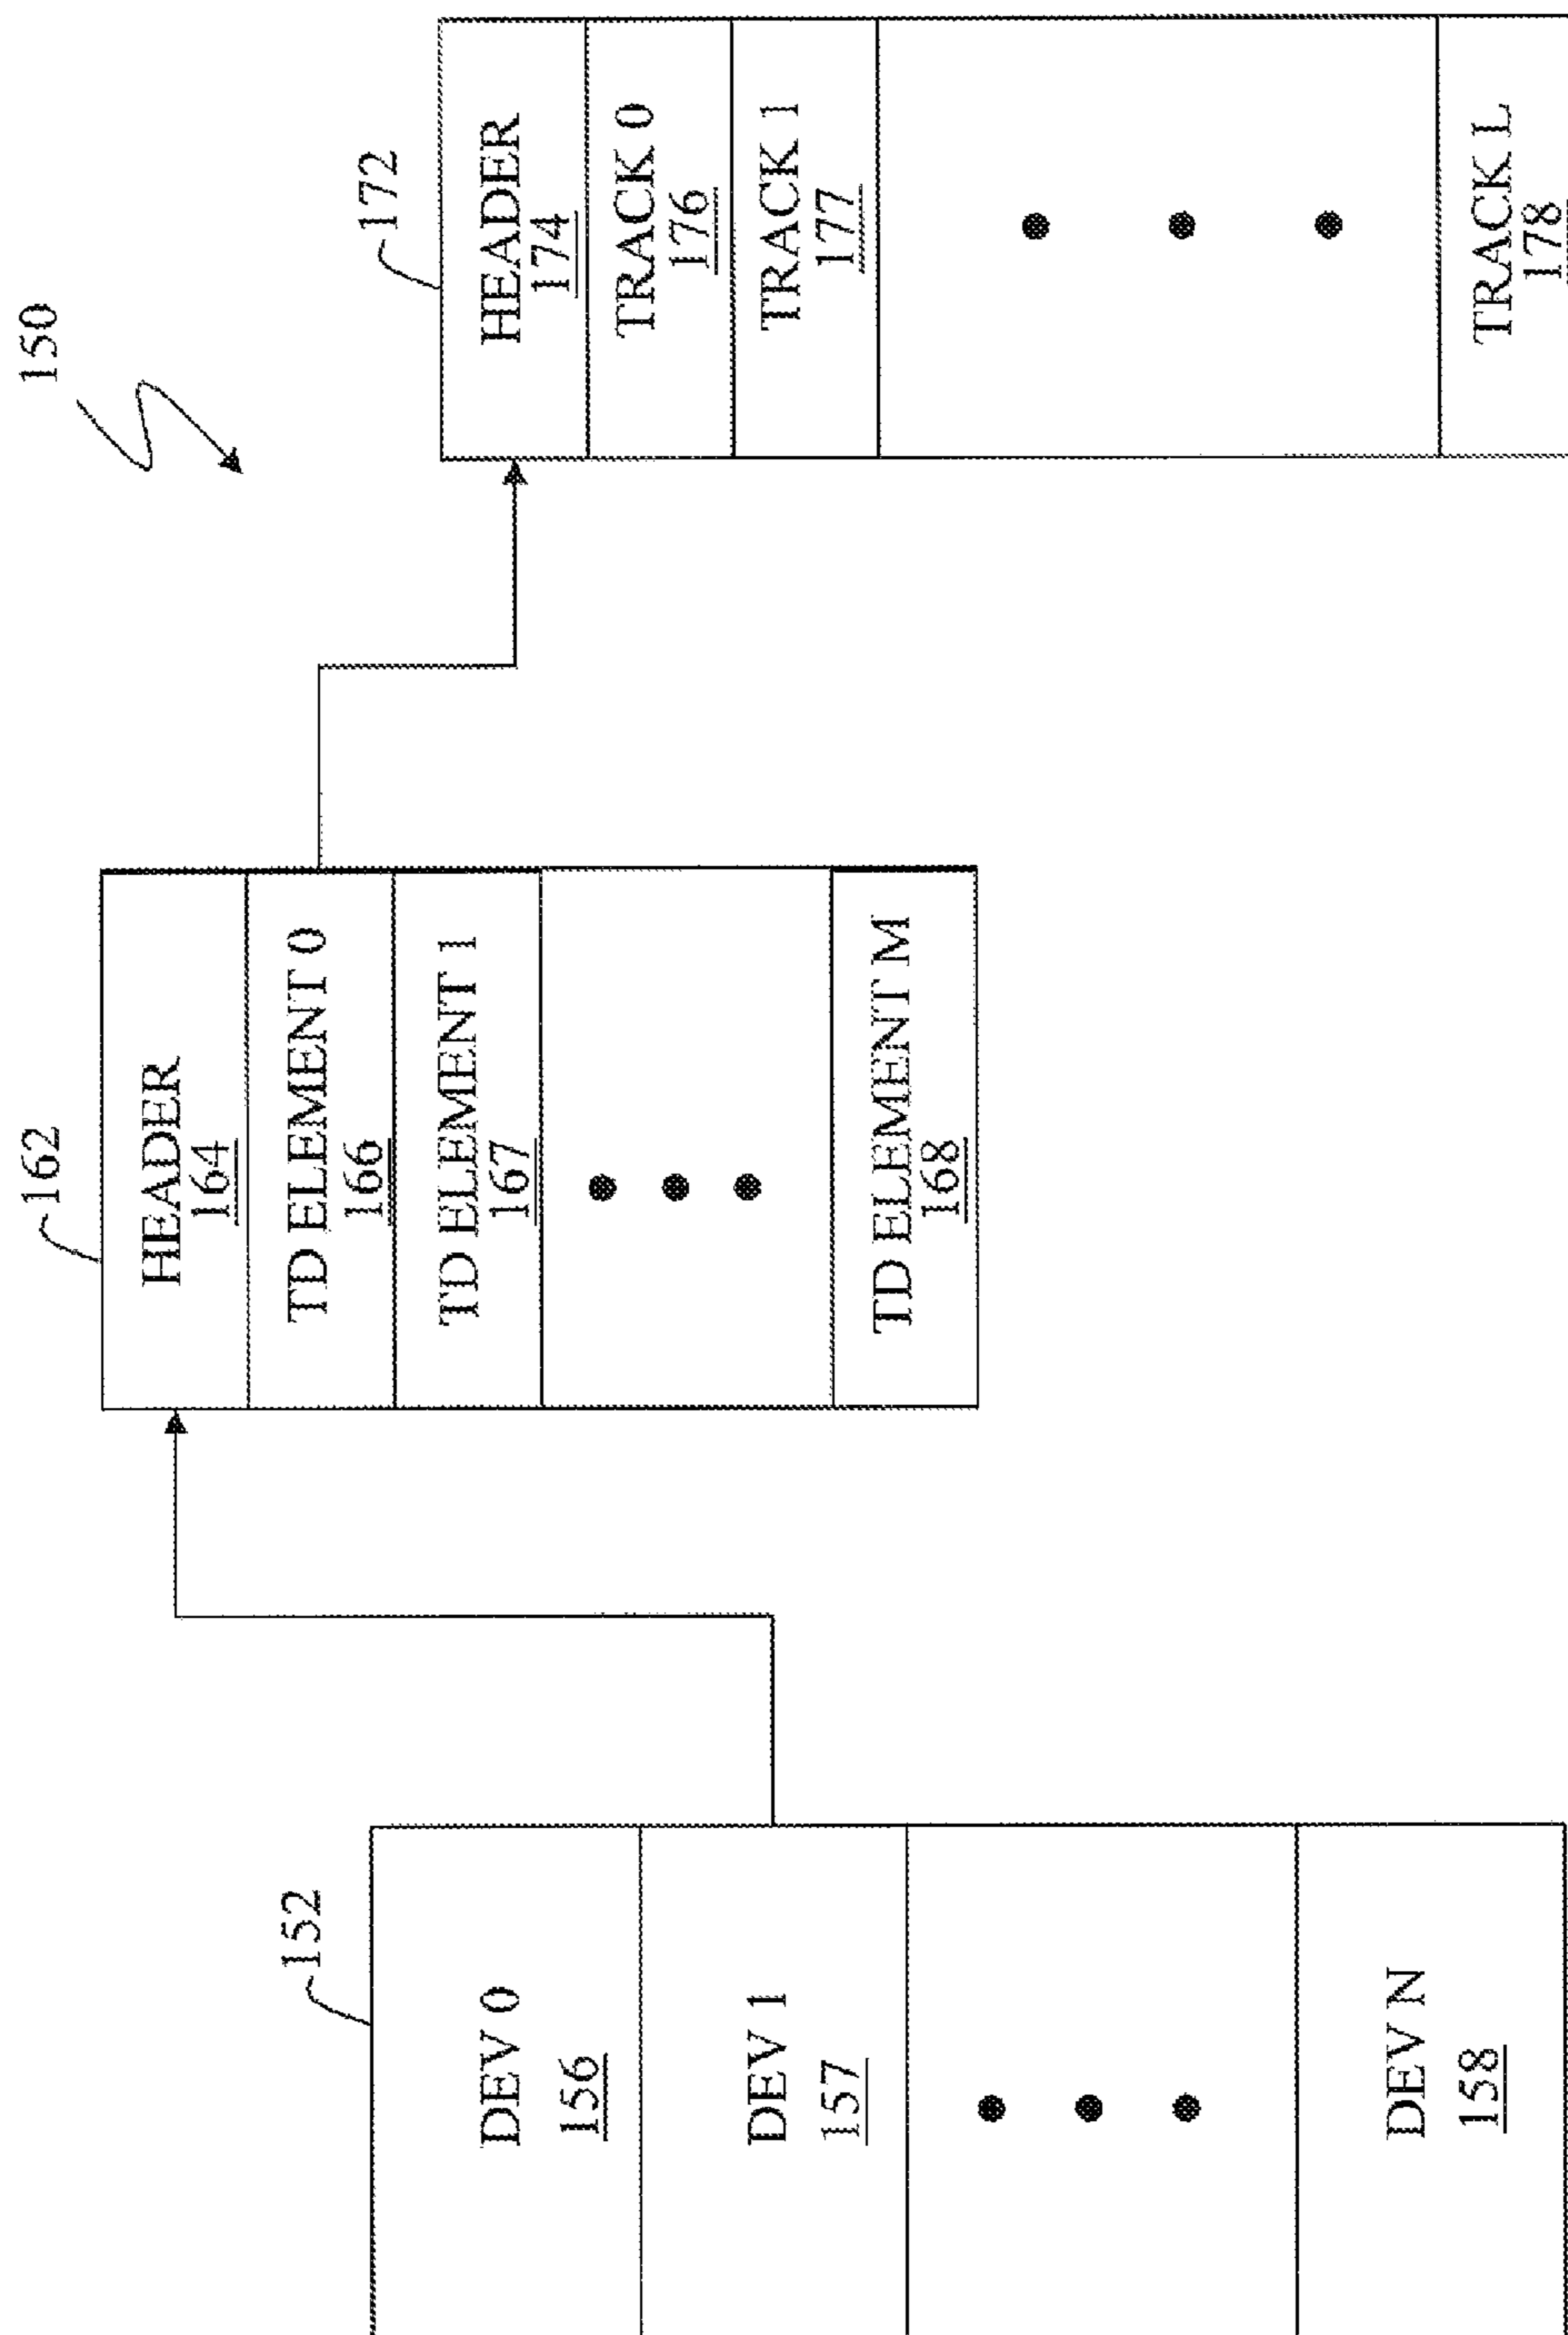 150
152
DEV 0
156
DEV 1
157
DEV N
158
162
HEADER
164
TD ELEMENT 0
166
TD ELEMENT 1
167
TD ELEMENT M
168
172
HEADER
174
TRACK 0
176
TRACK 1
177
TRACK L
178